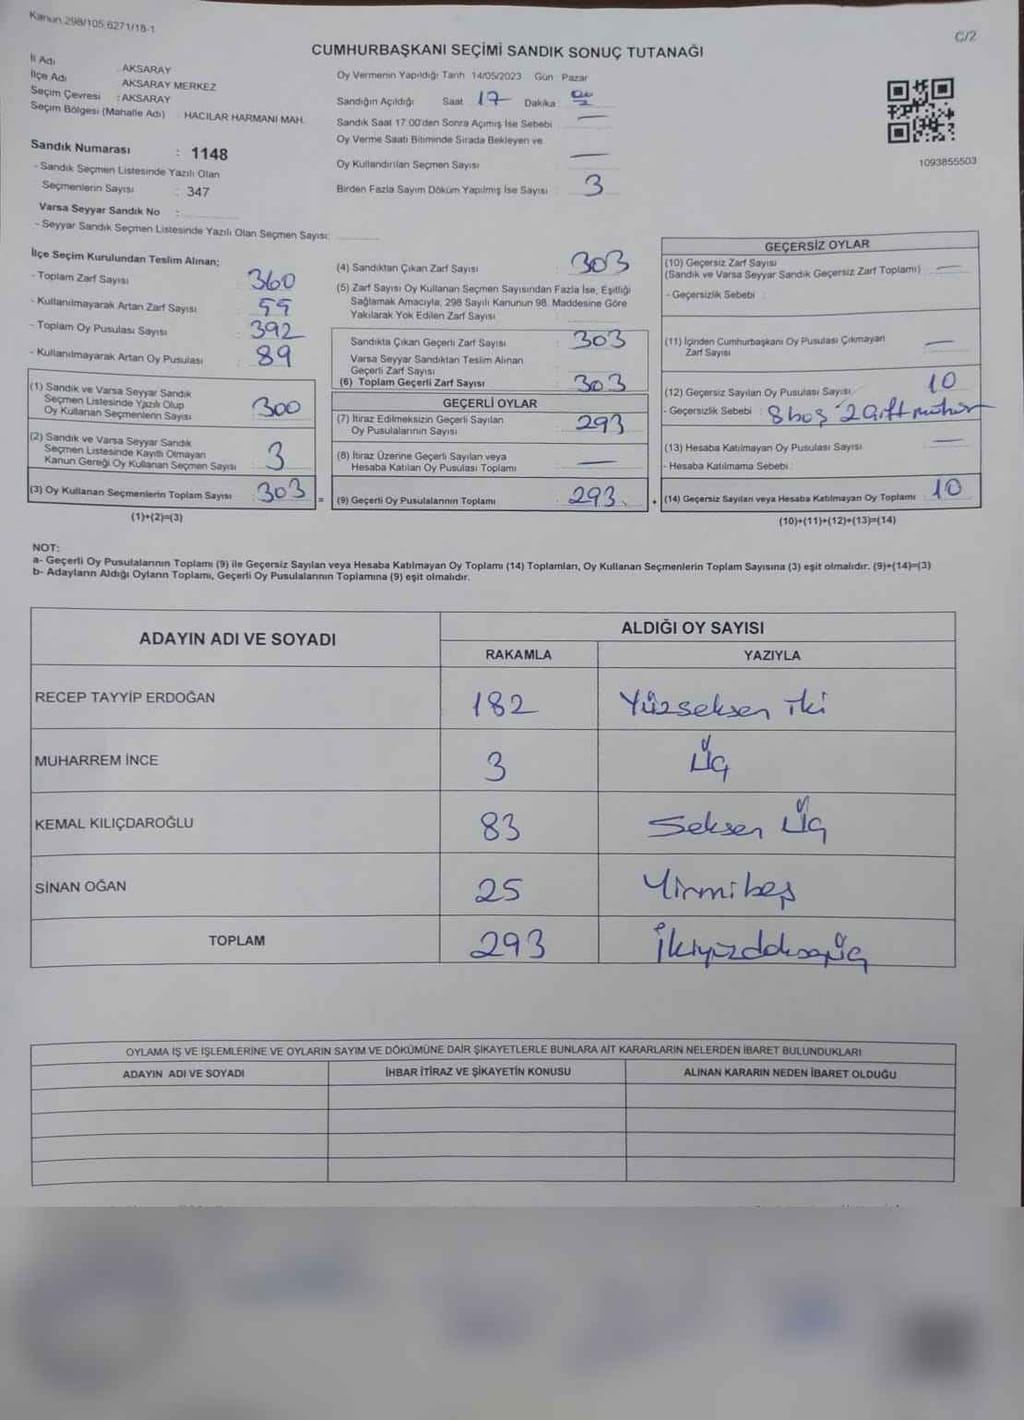 Kanun 298/105,6271/18-1
C/2
CUMHURBAŞKANI SEÇİMİ SANDIK SONUÇ TUTANAĞI
İl Adı : AKSARAY
İlçe Adı : AKSARAY MERKEZ
Seçim Çevresi : AKSARAY
Seçim Bölgesi (Mahalle Adı) : HACILAR HARMANI MAH.
Sandık Numarası : 1148
- Sandık Seçmen Listesinde Yazılı Olan
Seçmenlerin Sayısı : 347
Varsa Seyyar Sandık No :
- Seyyar Sandık Seçmen Listesinde Yazılı Olan Seçmen Sayısı:
Oy Vermenin Yapıldığı Tarih 14/05/2023 Gün Pazar
Sandığın Açıldığı Saat 17 Dakika 00
Sandık Saat 17:00'den Sonra Açımış İse Sebebi : —
Oy Verme Saati Bitiminde Sırada Bekleyen ve
Oy Kullandırılan Seçmen Sayısı : —
Birden Fazla Sayım Döküm Yapılmış İse Sayısı : 3
1093855503
İlçe Seçim Kurulundan Teslim Alınan;
- Toplam Zarf Sayısı : 360
- Kullanılmayarak Artan Zarf Sayısı : 59
- Toplam Oy Pusulası Sayısı : 392
- Kullanılmayarak Artan Oy Pusulası : 89
(1) Sandık ve Varsa Seyyar Sandık
Seçmen Listesinde Yazılı Olup
Oy Kullanan Seçmenlerin Sayısı : 300
(2) Sandık ve Varsa Seyyar Sandık
Seçmen Listesinde Kayıtlı Olmayan
Kanun Gereği Oy Kullanan Seçmen Sayısı : 3
(3) Oy Kullanan Seçmenlerin Toplam Sayısı : 303 =
(1)+(2)=(3)
(4) Sandıktan Çıkan Zarf Sayısı : 303
(5) Zarf Sayısı Oy Kullanan Seçmen Sayısından Fazla İse, Eşitliği
Sağlamak Amacıyla, 298 Sayılı Kanunun 98. Maddesine Göre
Yakılarak Yok Edilen Zarf Sayısı :
Sandıkta Çıkan Geçerli Zarf Sayısı : 303
Varsa Seyyar Sandıktan Teslim Alınan
Geçerli Zarf Sayısı :
(6) Toplam Geçerli Zarf Sayısı : 303
GEÇERLİ OYLAR
(7) İtiraz Edilmeksizin Geçerli Sayılan
Oy Pusulalarının Sayısı : 293
(8) İtiraz Üzerine Geçerli Sayılan veya
Hesaba Katılan Oy Pusulası Toplamı : —
(9) Geçerli Oy Pusulalarının Toplamı : 293 +
GEÇERSİZ OYLAR
(10) Geçersiz Zarf Sayısı
(Sandık ve Varsa Seyyar Sandık Geçersiz Zarf Toplamı) : —
- Geçersizlik Sebebi :
(11) İçinden Cumhurbaşkanı Oy Pusulası Çıkmayan
Zarf Sayısı : —
(12) Geçersiz Sayılan Oy Pusulası Sayısı : 10
- Geçersizlik Sebebi : 8 boş 2 Çift mühür
(13) Hesaba Katılmayan Oy Pusulası Sayısı : —
- Hesaba Katılmama Sebebi :
(14) Geçersiz Sayılan veya Hesaba Katılmayan Oy Toplamı : 10
(10)+(11)+(12)+(13)=(14)
NOT:
a- Geçerli Oy Pusulalarının Toplamı (9) ile Geçersiz Sayılan veya Hesaba Katılmayan Oy Toplamı (14) Toplamları, Oy Kullanan Seçmenlerin Toplam Sayısına (3) eşit olmalıdır. (9)+(14)=(3)
b- Adayların Aldığı Oyların Toplamı, Geçerli Oy Pusulalarının Toplamına (9) eşit olmalıdır.
ADAYIN ADI VE SOYADI
ALDIĞI OY SAYISI
RAKAMLA YAZIYLA
RECEP TAYYİP ERDOĞAN 182 Yüzseksen iki
MUHARREM İNCE 3 Üç
KEMAL KILIÇDAROĞLU 83 Seksen Üç
SİNAN OĞAN 25 Yirmibeş
TOPLAM 293 İkiyüzdoksanüç
OYLAMA İŞ VE İŞLEMLERİNE VE OYLARIN SAYIM VE DÖKÜMÜNE DAİR ŞİKAYETLERLE BUNLARA AİT KARARLARIN NELERDEN İBARET BULUNDUKLARI
ADAYIN ADI VE SOYADI İHBAR İTİRAZ VE ŞİKAYETİN KONUSU ALINAN KARARIN NEDEN İBARET OLDUĞU